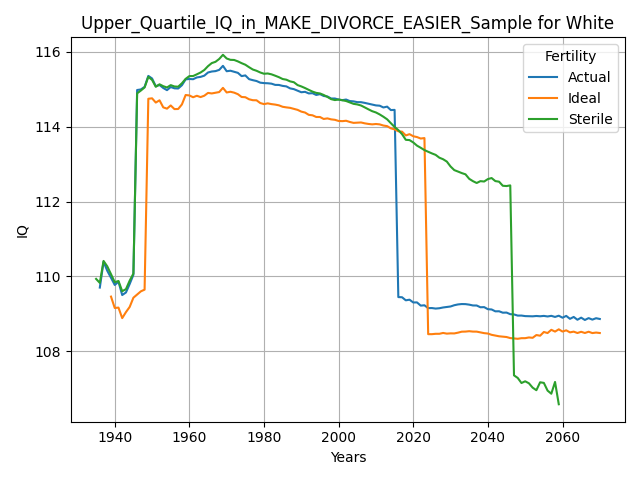 Upper_Quartile_IQ_in_MAKE_DIVORCE_EASIER_Sample for White
Fertility
Actual
Ideal
Sterile
116
114
112
110
108
IQ
1940
1960
1980
2000
2020
2040
2060
Years